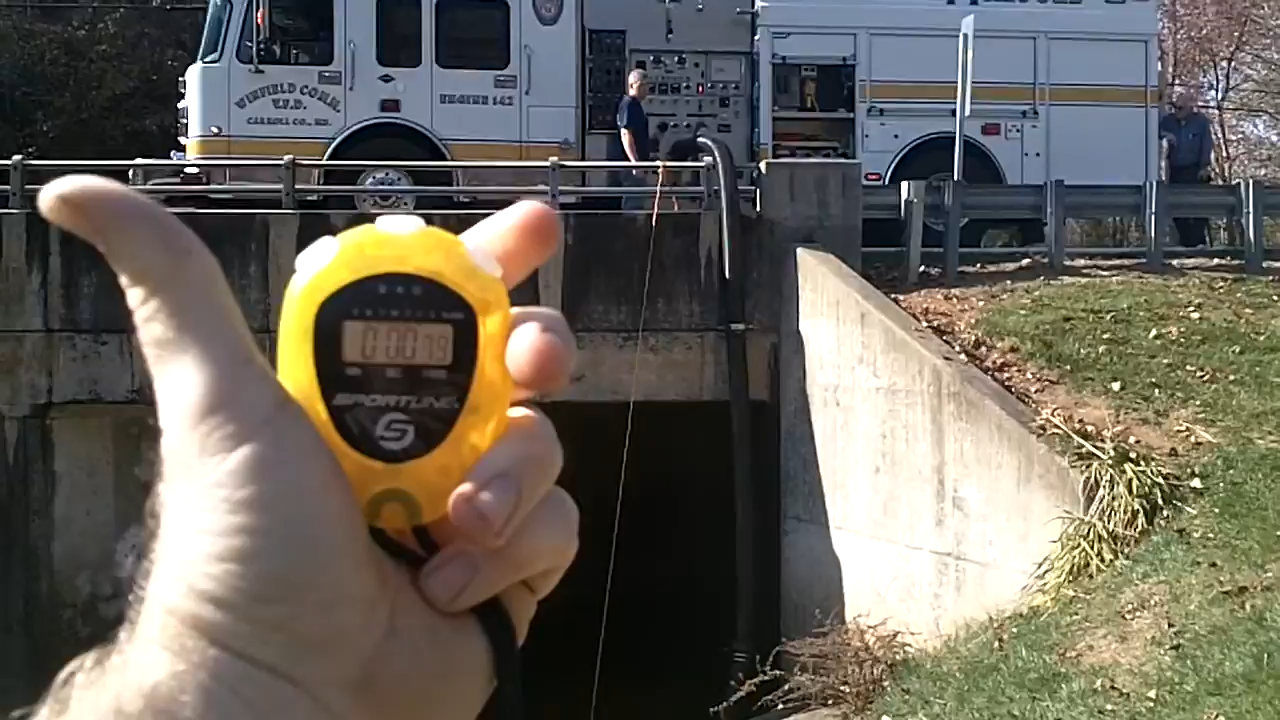 WINFIELD COMM.
V.F.D.
CARROLL CO., MD.
ENGINE 142
0:00 79
SPORTLINE
S